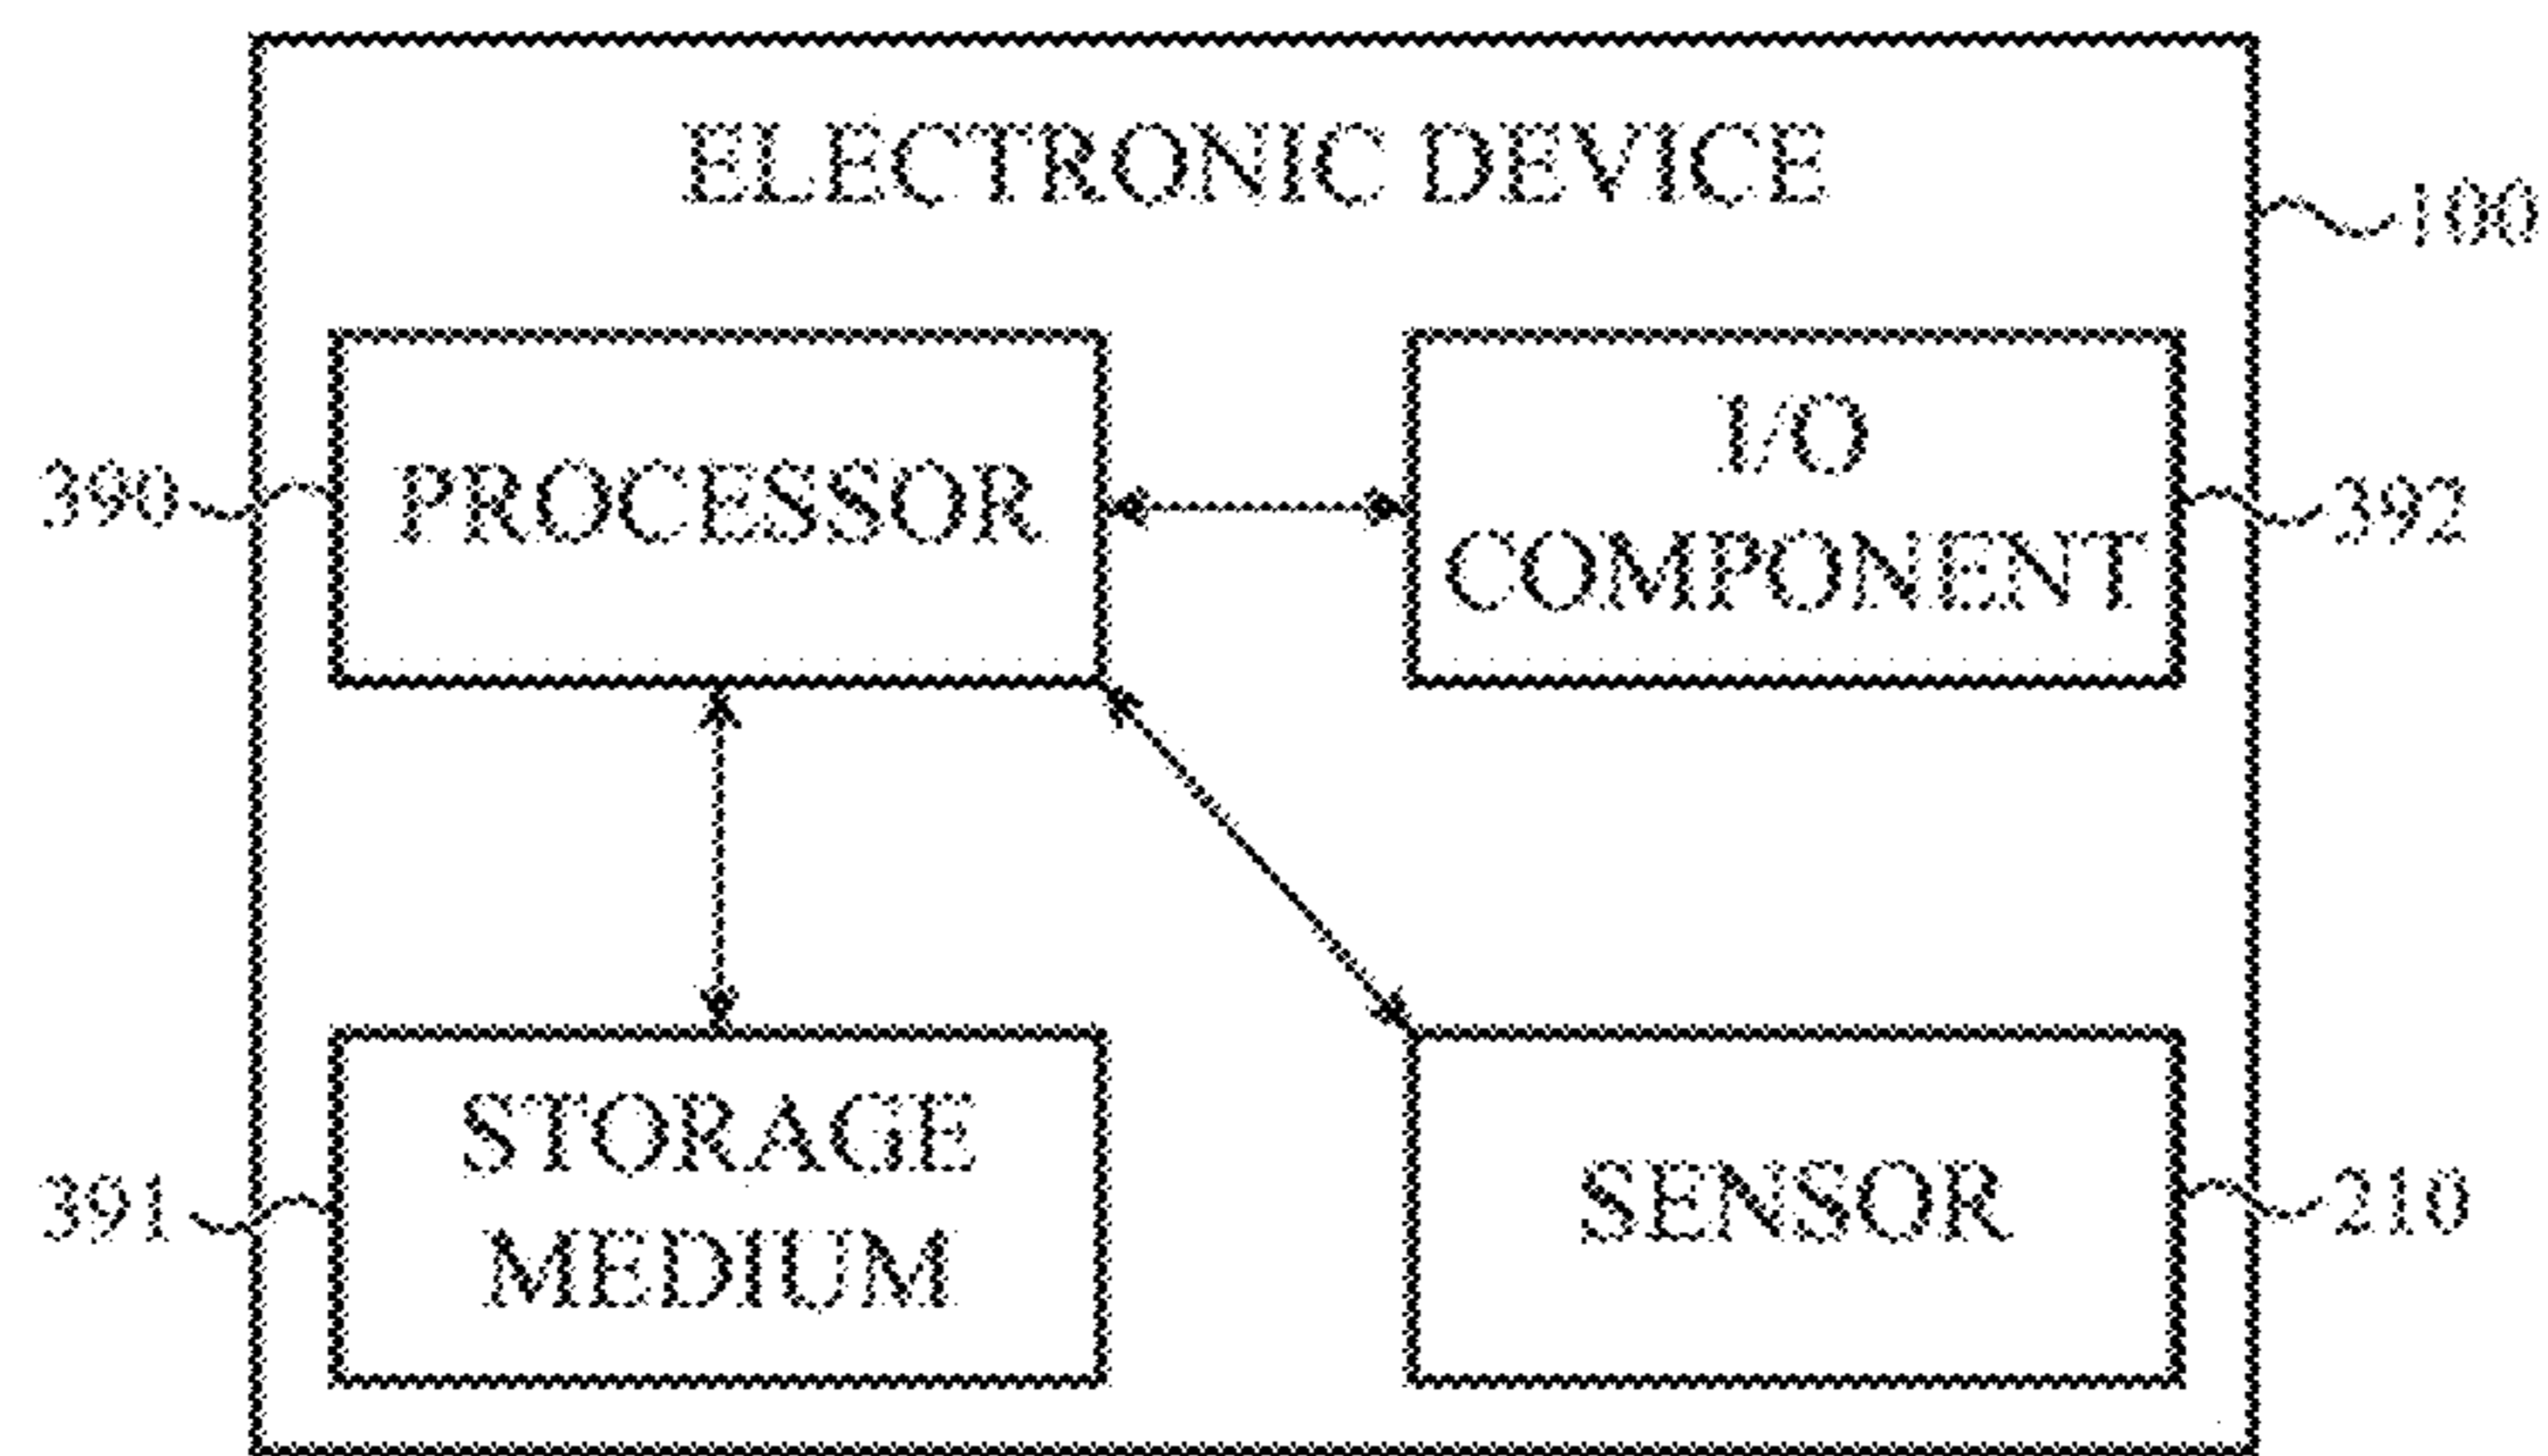 ELECTRONIC DEVICE
100
390
PROCESSOR
I/O
COMPONENT
392
391
STORAGE
MEDIUM
SENSOR
210